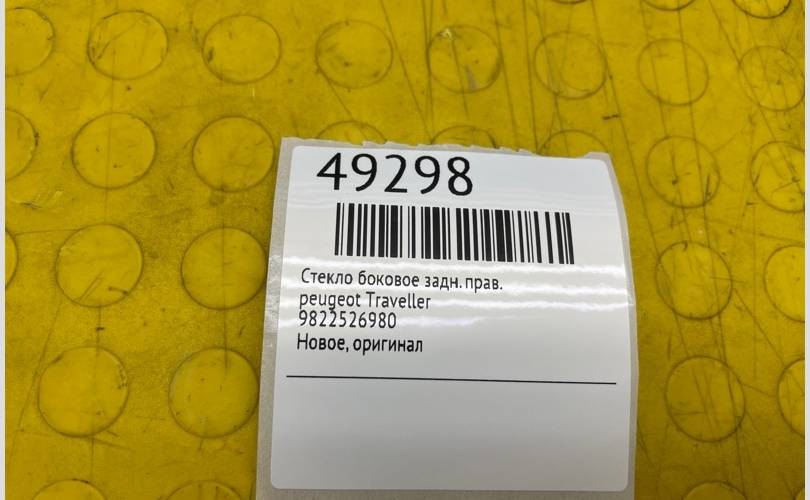 49298
Стекло боковое задн. прав.
peugeot Traveller
9822526980
Новое, оригинал